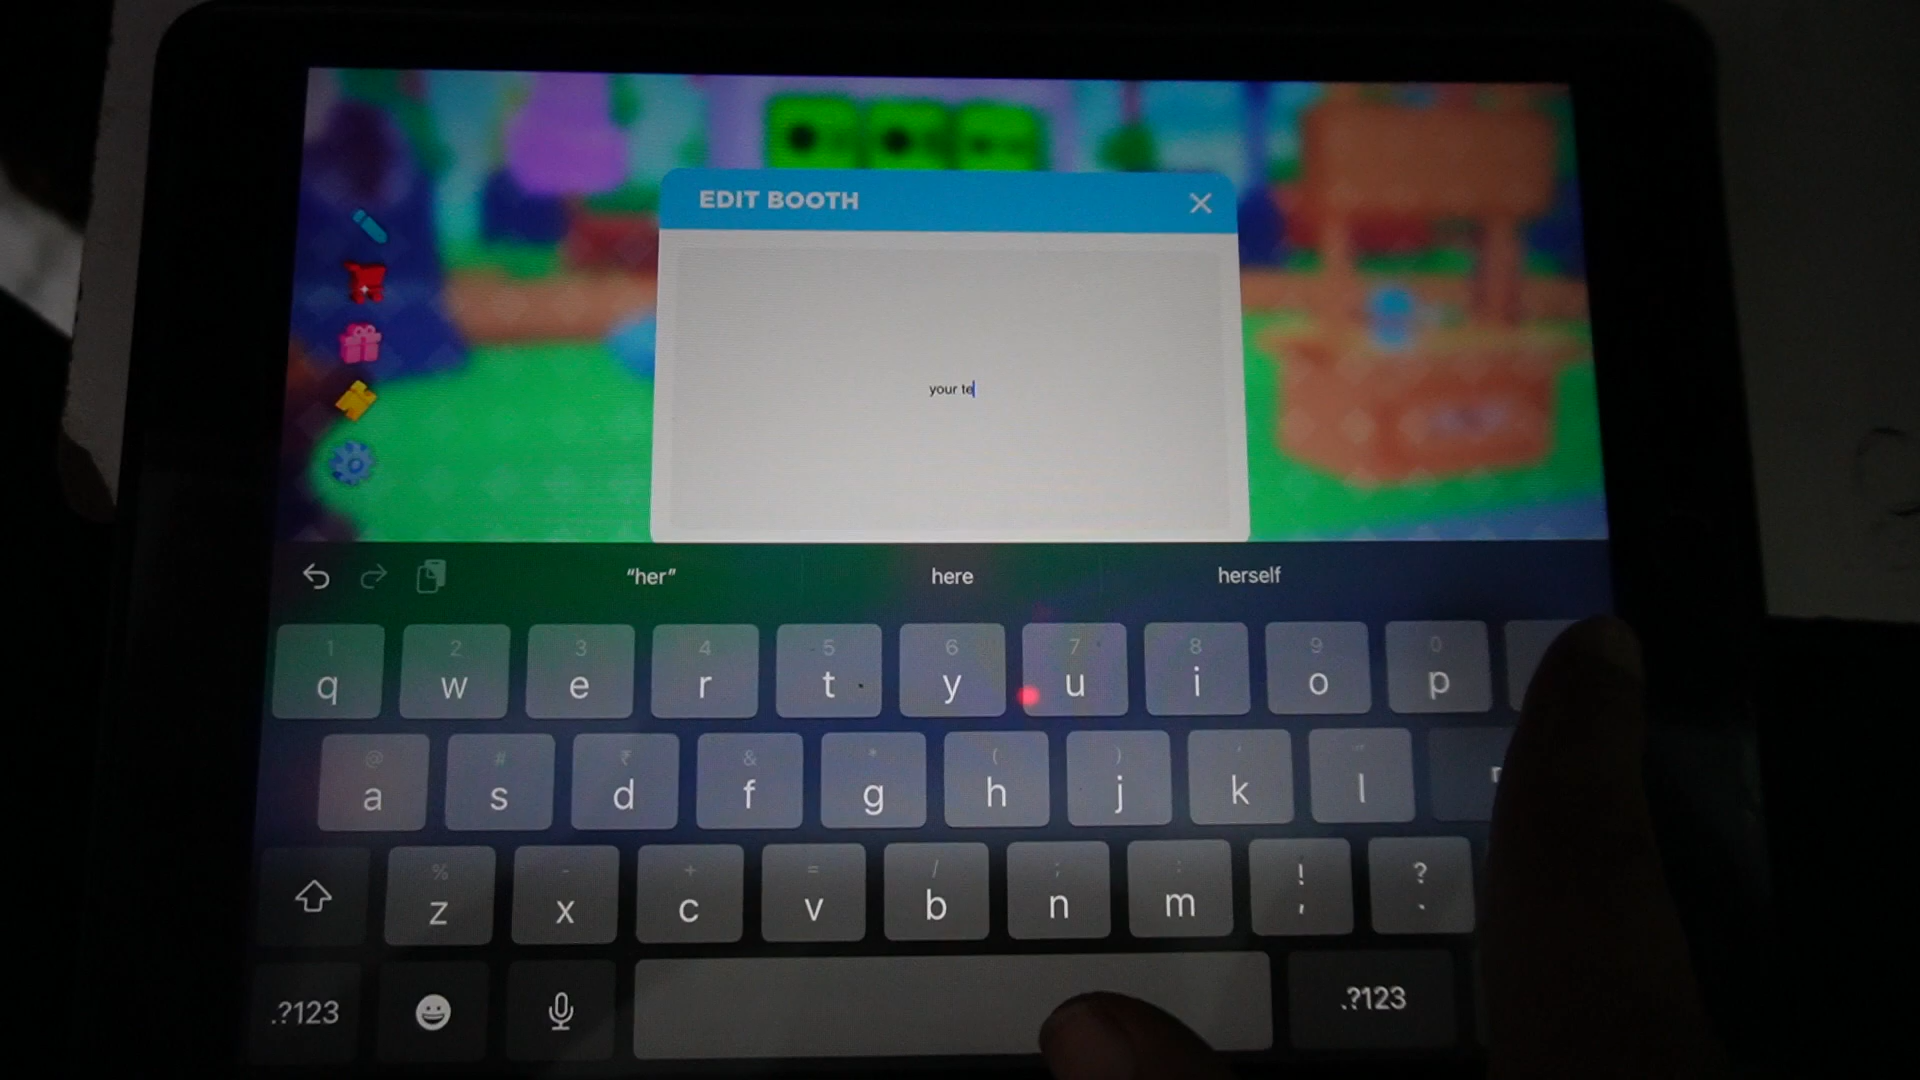 EDIT BOOTH
your te
“her” here herself
1 2 3 4 5 6 7 8 9 0
q w e r t y u i o p
@ # ₹ & * ( ) ' "
a s d f g h j k l
% - + = / ; : ! ?
z x c v b n m , .
.?123 .?123